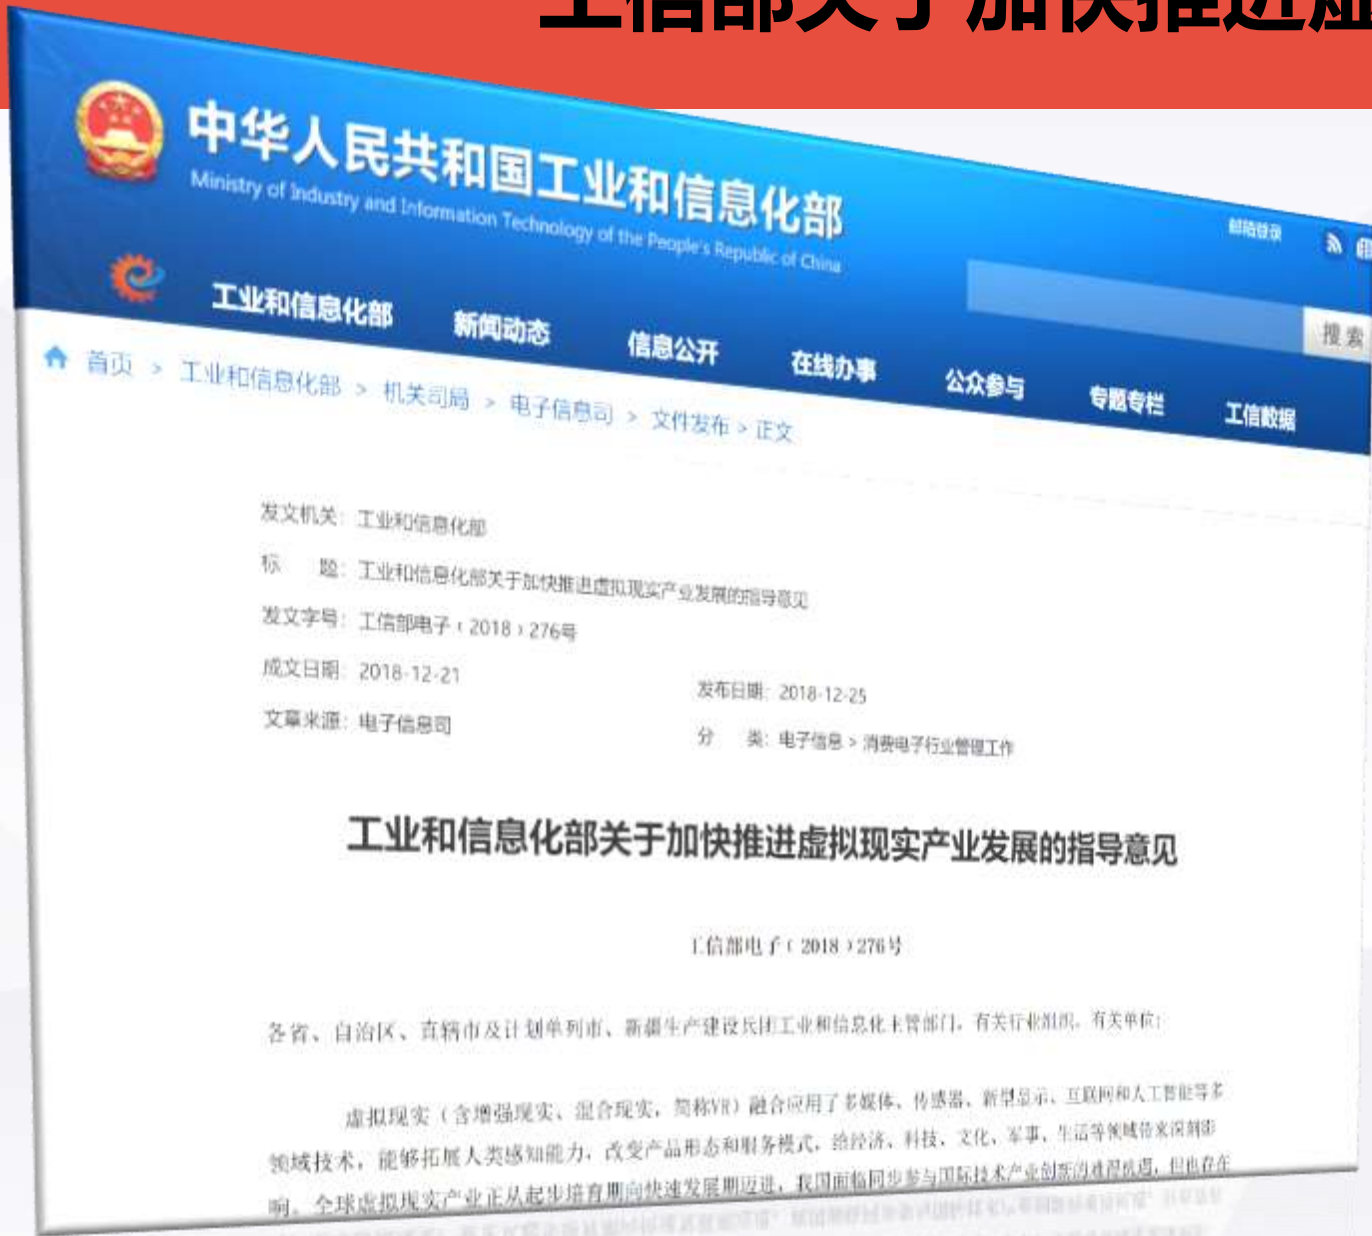 工信部关于加快推进虚
中华人民共和国工业和信息化部
Ministry of Industry and Information Technology of the People's Republic of China
邮箱登录
搜索
工业和信息化部 新闻动态 信息公开 在线办事 公众参与 专题专栏 工信数据
首页 > 工业和信息化部 > 机关司局 > 电子信息司 > 文件发布 > 正文
发文机关：工业和信息化部
标 题：工业和信息化部关于加快推进虚拟现实产业发展的指导意见
发文字号：工信部电子〔2018〕276号
成文日期：2018-12-21 发布日期：2018-12-25
文章来源：电子信息司 分 类：电子信息 > 消费电子行业管理工作
工业和信息化部关于加快推进虚拟现实产业发展的指导意见
工信部电子〔2018〕276号
各省、自治区、直辖市及计划单列市、新疆生产建设兵团工业和信息化主管部门，有关行业组织，有关单位：
虚拟现实（含增强现实、混合现实，简称VR）融合应用了多媒体、传感器、新型显示、互联网和人工智能等多
领域技术，能够拓展人类感知能力，改变产品形态和服务模式，给经济、科技、文化、军事、生活等领域带来深刻影
响。全球虚拟现实产业正从起步培育期向快速发展期迈进，我国面临同步参与国际技术产业创新的难得机遇，但也存在